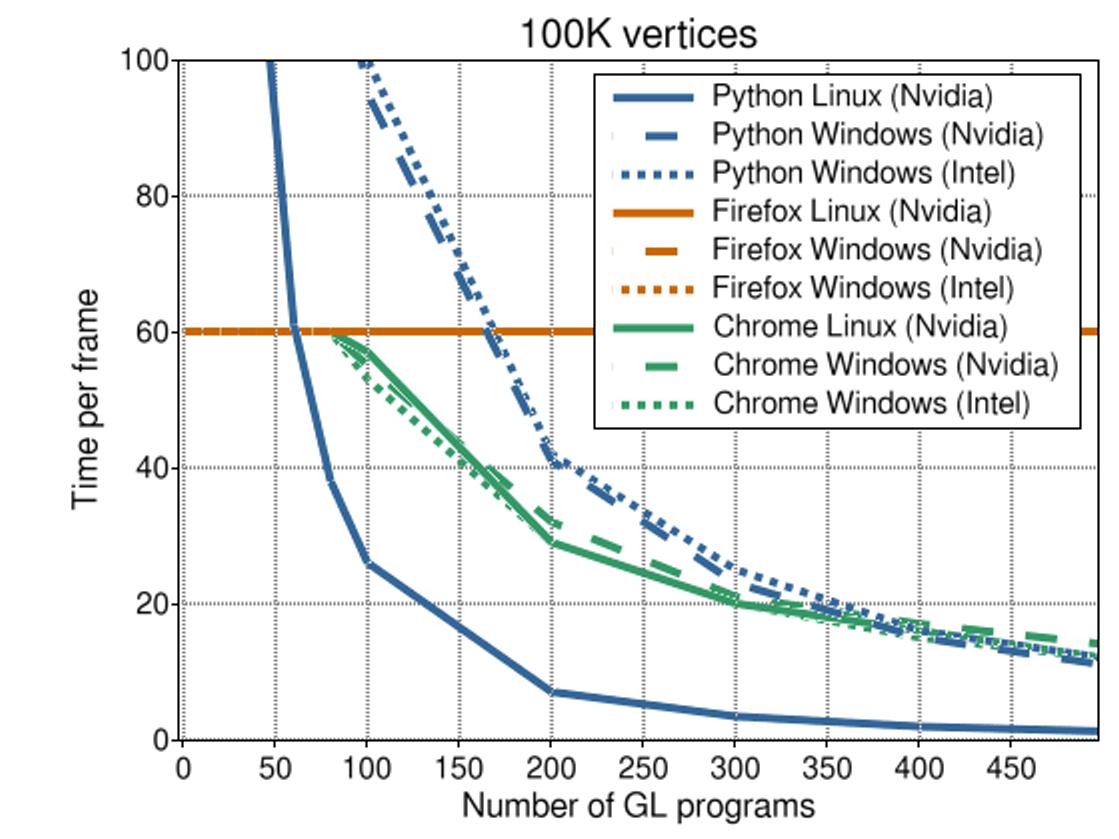 100K vertices
100
80
60
40
20
0
Time per frame
Python Linux (Nvidia)
Python Windows (Nvidia)
Python Windows (Intel)
Firefox Linux (Nvidia)
Firefox Windows (Nvidia)
Firefox Windows (Intel)
Chrome Linux (Nvidia)
Chrome Windows (Nvidia)
Chrome Windows (Intel)
0 50 100 150 200 250 300 350 400 450
Number of GL programs